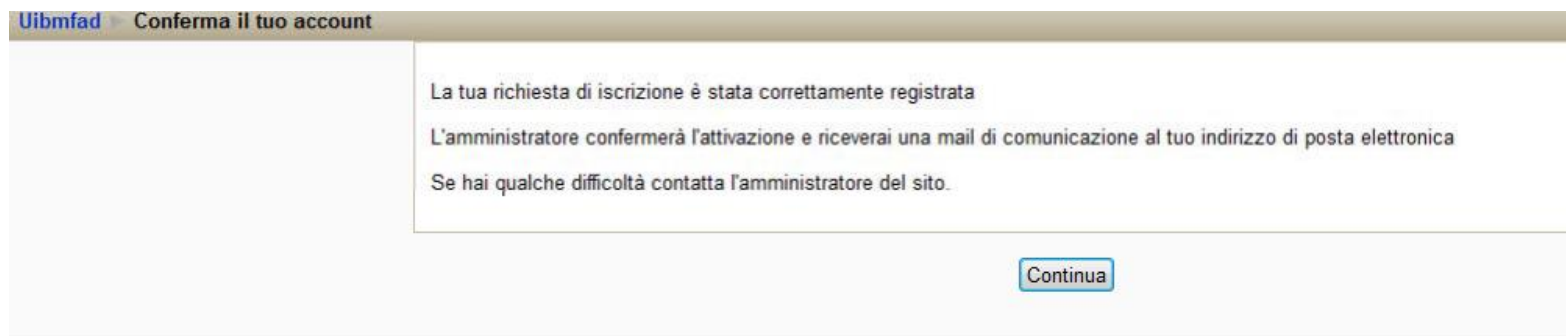 Uibmfad ► Conferma il tuo account
La tua richiesta di iscrizione è stata correttamente registrata
L'amministratore confermerà l'attivazione e riceverai una mail di comunicazione al tuo indirizzo di posta elettronica
Se hai qualche difficoltà contatta l'amministratore del sito.
Continua